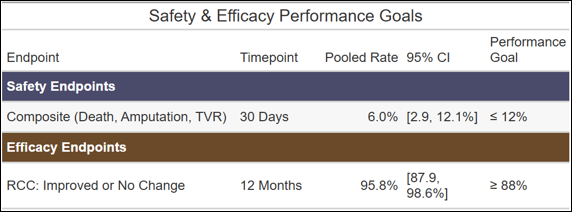 Safety & Efficacy Performance Goals
Endpoint Timepoint Pooled Rate 95% CI Performance Goal
Safety Endpoints
Composite (Death, Amputation, TVR) 30 Days 6.0% [2.9, 12.1%] ≤ 12%
Efficacy Endpoints
RCC: Improved or No Change 12 Months 95.8% [87.9, 98.6%] ≥ 88%